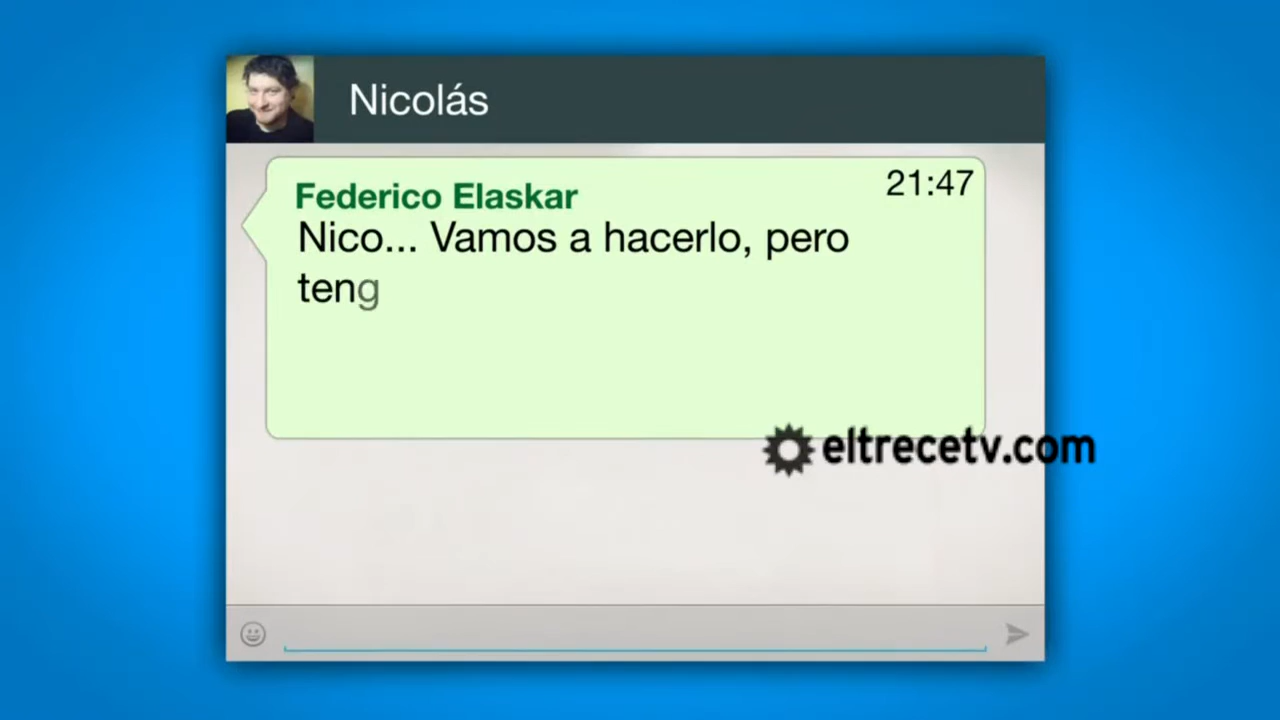 Nicolás
Federico Elaskar
21:47
Nico... Vamos a hacerlo, pero
teng
eltrecetv.com